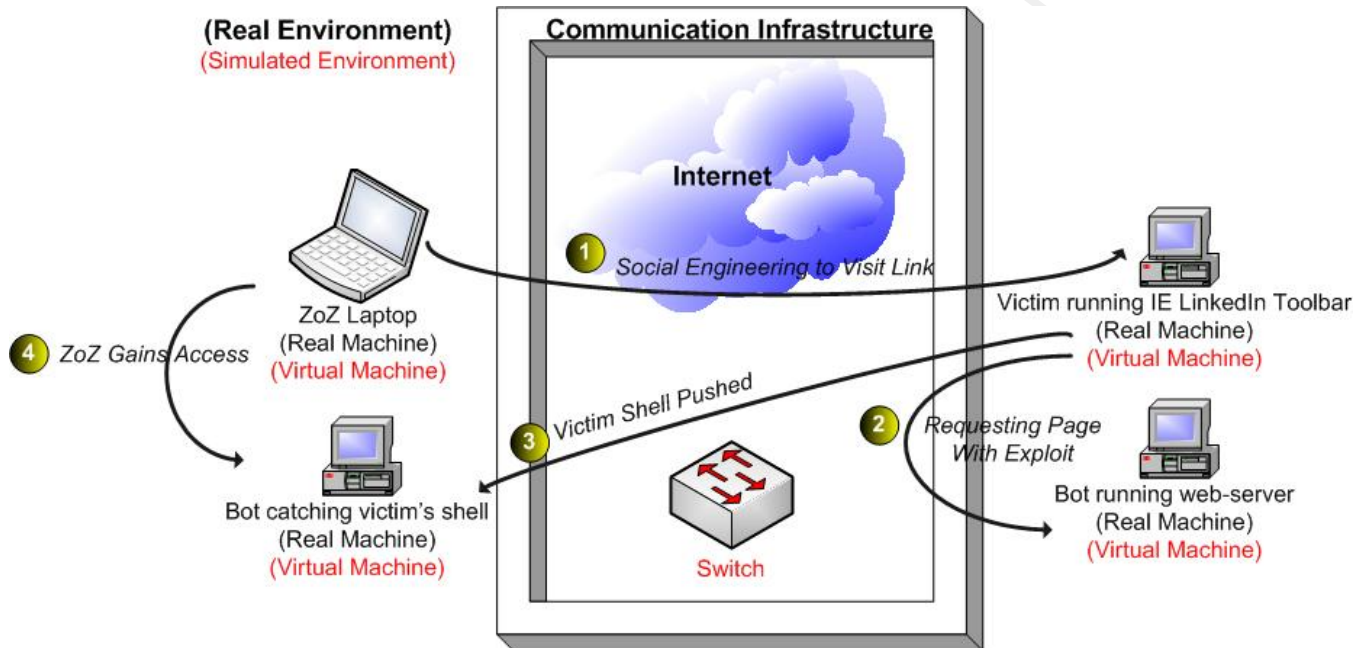 (Real Environment)
(Simulated Environment)
Communication Infrastructure
Internet
1
Social Engineering to Visit Link
ZoZ Laptop
(Real Machine)
(Virtual Machine)
Victim running IE LinkedIn Toolbar
(Real Machine)
(Virtual Machine)
4
ZoZ Gains Access
3
Victim Shell Pushed
2
Requesting Page
With Exploit
Bot catching victim's shell
(Real Machine)
(Virtual Machine)
Switch
Bot running web-server
(Real Machine)
(Virtual Machine)